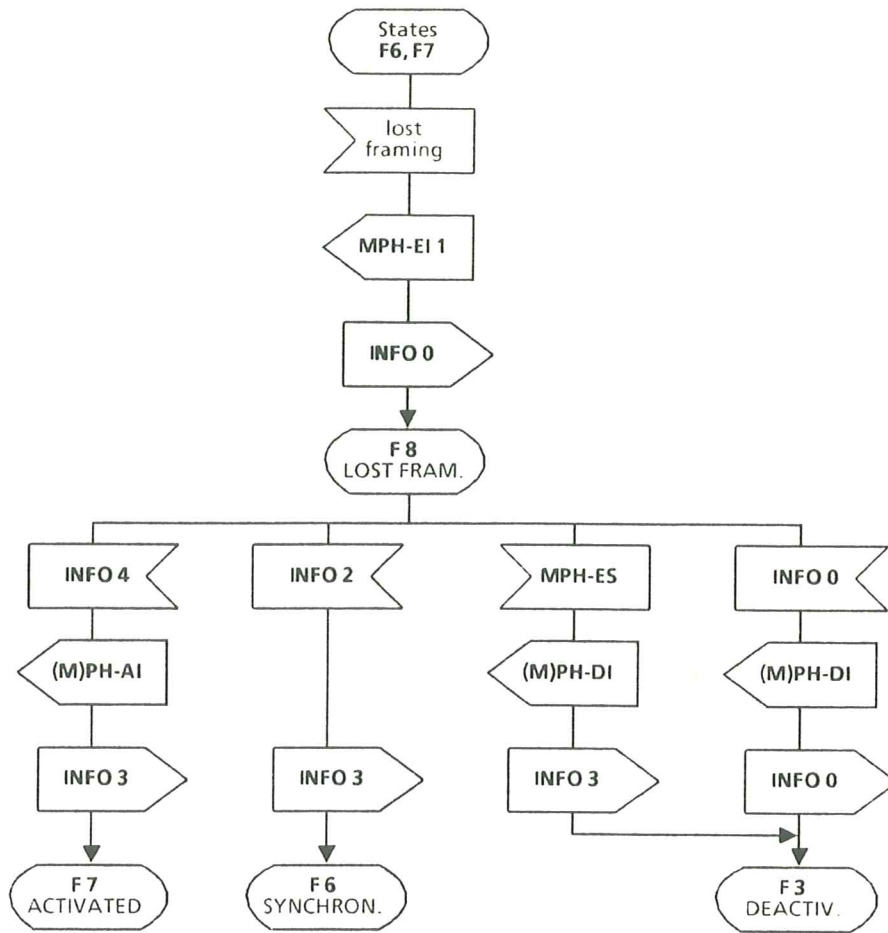 States
F6, F7
lost
framing
MPH-EI 1
INFO 0
F 8
LOST FRAM.
INFO 4
INFO 2
MPH-ES
INFO 0
(M)PH-AI
(M)PH-DI
(M)PH-DI
INFO 3
INFO 3
INFO 3
INFO 0
F 7
ACTIVATED
F 6
SYNCHRON.
F 3
DEACTIV.